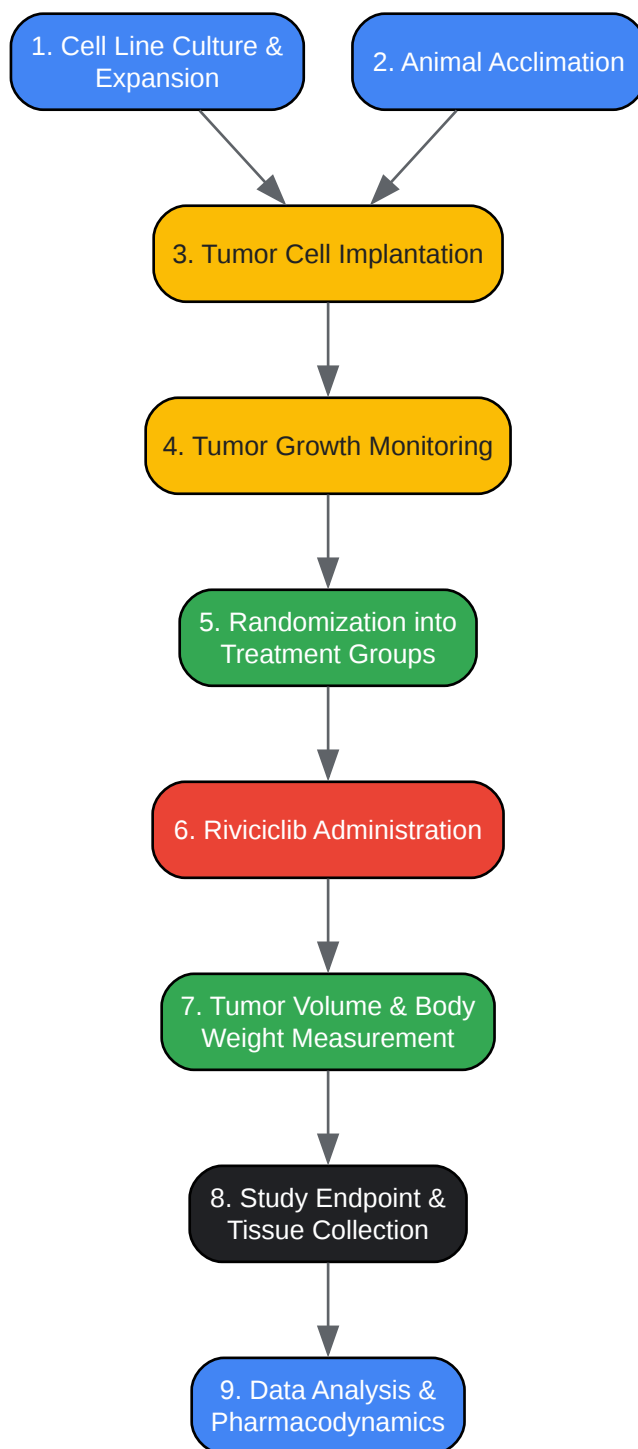 1. Cell Line Culture &
Expansion
2. Animal Acclimation
3. Tumor Cell Implantation
4. Tumor Growth Monitoring
5. Randomization into
Treatment Groups
6. Riviciclib Administration
7. Tumor Volume & Body
Weight Measurement
8. Study Endpoint &
Tissue Collection
9. Data Analysis &
Pharmacodynamics